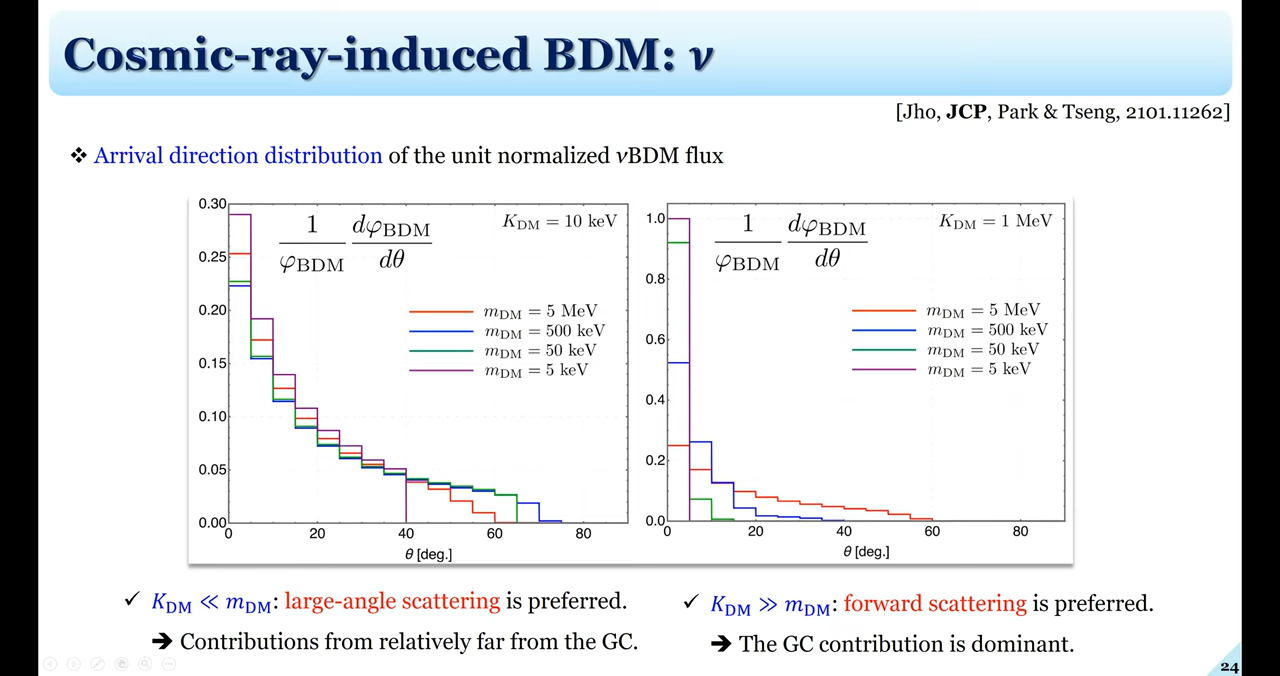 Cosmic-ray-induced BDM: ν
[Jho, JCP, Park & Tseng, 2101.11262]
❖ Arrival direction distribution of the unit normalized νBDM flux
0.30
0.25
0.20
0.15
0.10
0.05
0.00
0 20 40 60 80
θ [deg.]
1/φ_BDM dφ_BDM/dθ
K_DM = 10 keV
m_DM = 5 MeV
m_DM = 500 keV
m_DM = 50 keV
m_DM = 5 keV
1.0
0.8
0.6
0.4
0.2
0.0
0 20 40 60 80
θ [deg.]
1/φ_BDM dφ_BDM/dθ
K_DM = 1 MeV
m_DM = 5 MeV
m_DM = 500 keV
m_DM = 50 keV
m_DM = 5 keV
✓ K_DM ≪ m_DM: large-angle scattering is preferred.
➔ Contributions from relatively far from the GC.
✓ K_DM ≫ m_DM: forward scattering is preferred.
➔ The GC contribution is dominant.
24